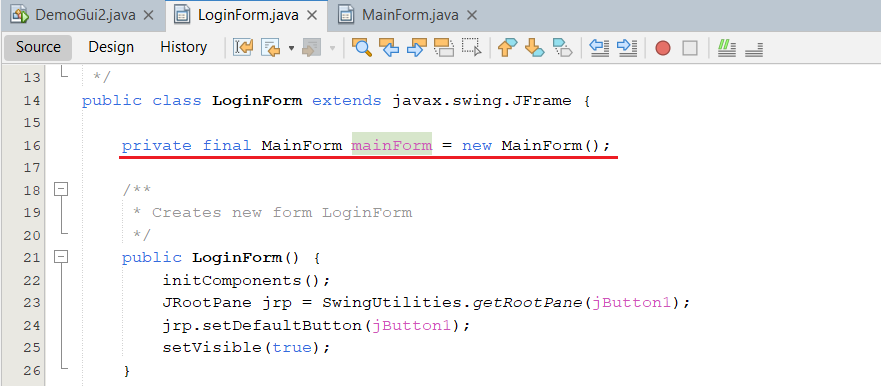 DemoGui2.java LoginForm.java MainForm.java
Source Design History
13 */
14 public class LoginForm extends javax.swing.JFrame {
15
16 private final MainForm mainForm = new MainForm();
17
18 /**
19 * Creates new form LoginForm
20 */
21 public LoginForm() {
22 initComponents();
23 JRootPane jrp = SwingUtilities.getRootPane(jButton1);
24 jrp.setDefaultButton(jButton1);
25 setVisible(true);
26 }